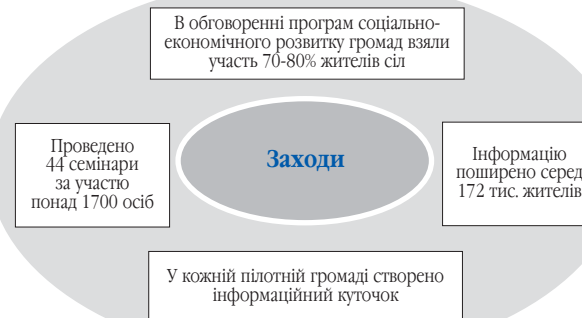 В обговоренні програм соціально-
економічного розвитку громад взяли
участь 70-80% жителів сіл
Проведено
44 семінари
за участю
понад 1700 осіб
Заходи
Інформацію
поширено серед
172 тис. жителів
У кожній пілотній громаді створено
інформаційний куточок